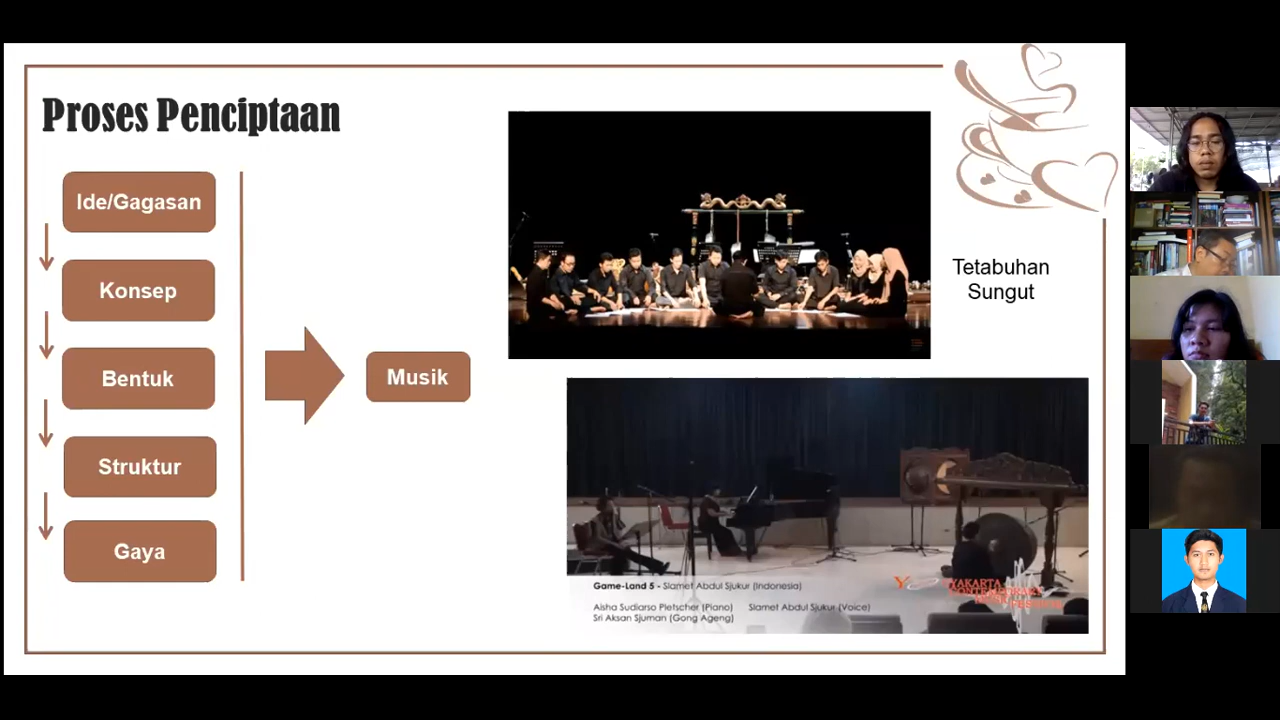 Proses Penciptaan
Ide/Gagasan
Konsep
Bentuk
Struktur
Gaya
Musik
Tetabuhan
Sungut
Game-Land 5 - Slamet Abdul Sjukur (Indonesia)
Aisha Sudiarso Pletscher (Piano) Slamet Abdul Sjukur (Voice)
Sri Aksan Sjuman (Gong Ageng)